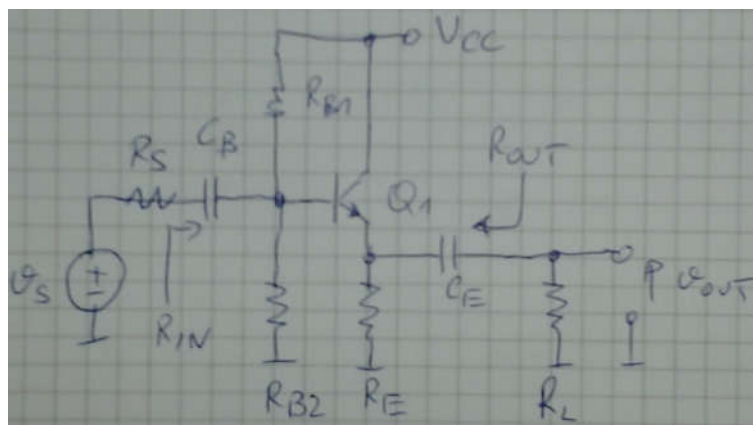 VCC
RB1
RS
CB
ROUT
Q1
+
-
vS
RIN
CE
vOUT
RB2
RE
RL